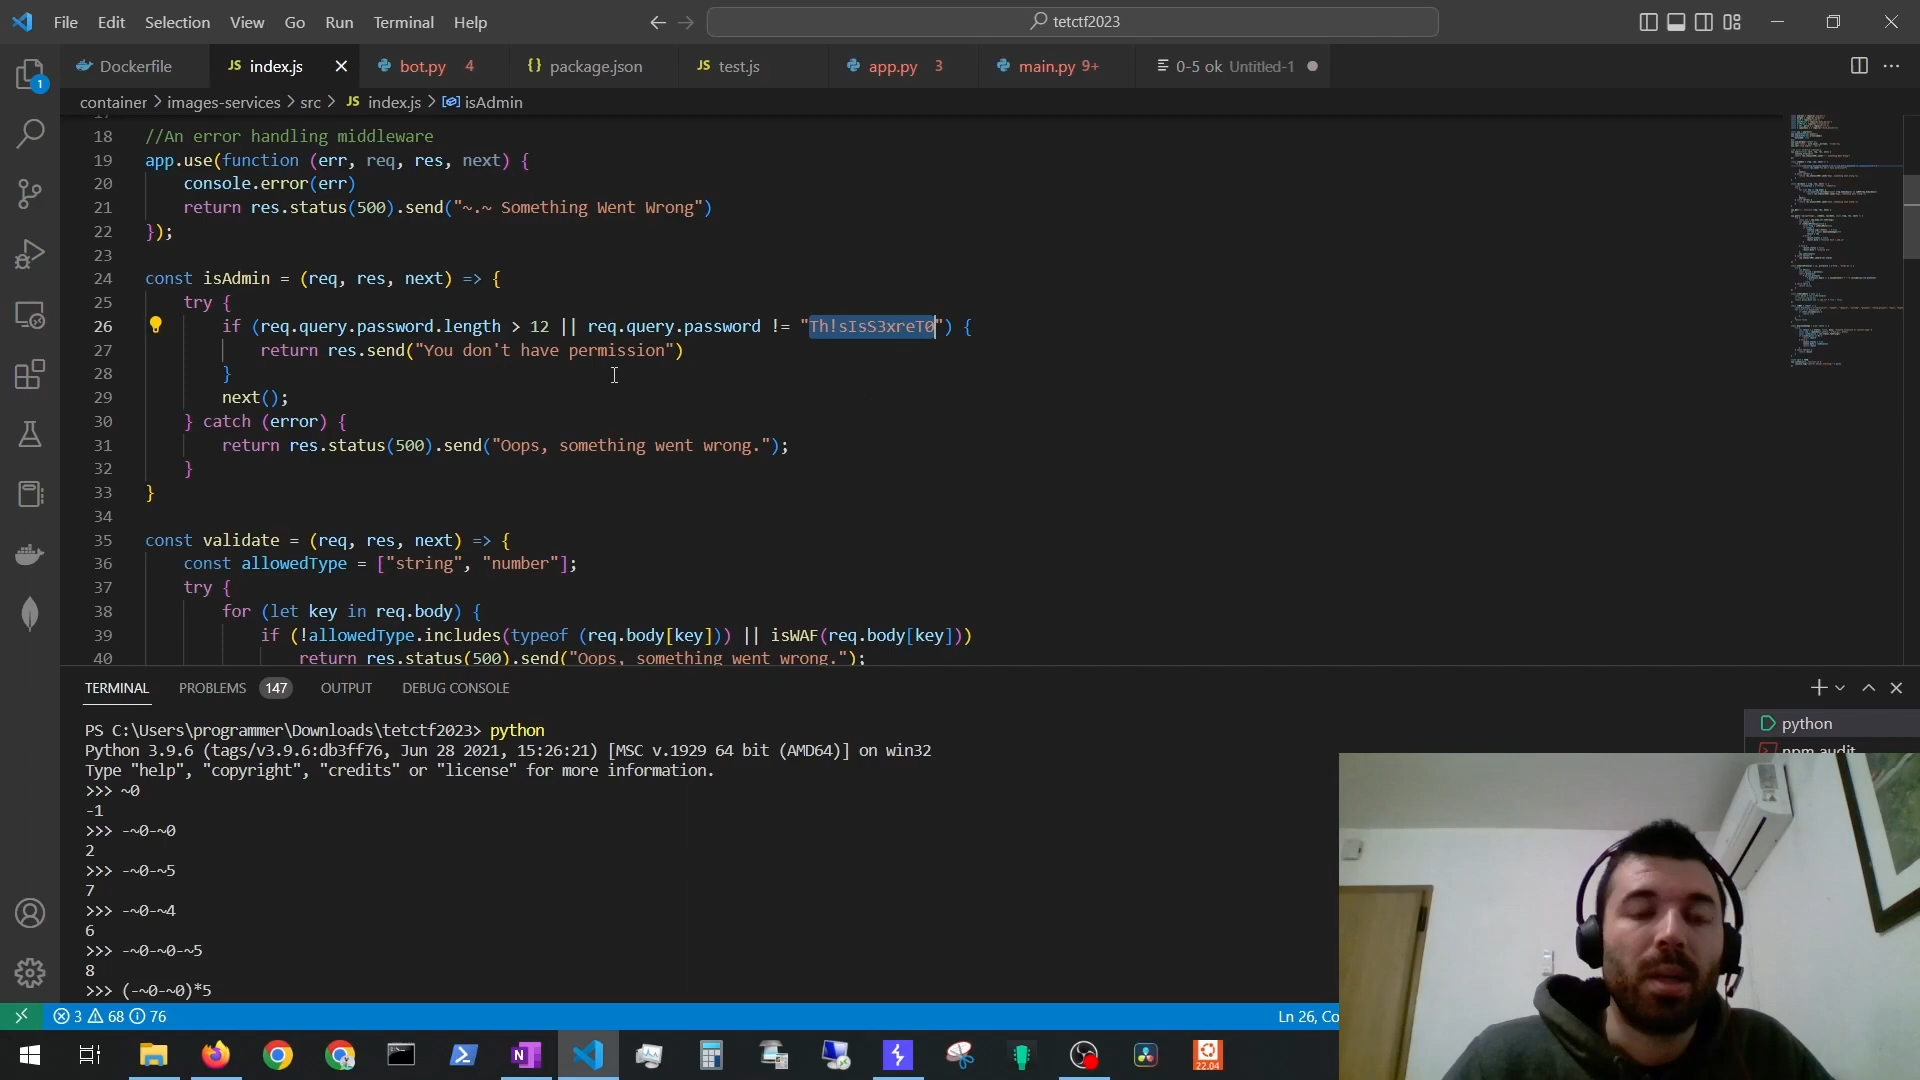 File Edit Selection View Go Run Terminal Help
tetctf2023
Dockerfile
JS index.js
bot.py 4
{} package.json
JS test.js
app.py 3
main.py 9+
0-5 ok Untitled-1
1
container > images-services > src > JS index.js > isAdmin
18 //An error handling middleware
19 app.use(function (err, req, res, next) {
20 console.error(err)
21 return res.status(500).send("~.~ Something Went Wrong")
22 });
23
24 const isAdmin = (req, res, next) => {
25 try {
26 if (req.query.password.length > 12 || req.query.password != "Th!sIsS3xreT0") {
27 return res.send("You don't have permission")
28 }
29 next();
30 } catch (error) {
31 return res.status(500).send("Oops, something went wrong.");
32 }
33 }
34
35 const validate = (req, res, next) => {
36 const allowedType = ["string", "number"];
37 try {
38 for (let key in req.body) {
39 if (!allowedType.includes(typeof (req.body[key])) || isWAF(req.body[key]))
40 return res.status(500).send("Oops, something went wrong.");
TERMINAL PROBLEMS 147 OUTPUT DEBUG CONSOLE
python
npm audit
PS C:\Users\programmer\Downloads\tetctf2023> python
Python 3.9.6 (tags/v3.9.6:db3ff76, Jun 28 2021, 15:26:21) [MSC v.1929 64 bit (AMD64)] on win32
Type "help", "copyright", "credits" or "license" for more information.
>>> ~0
-1
>>> -~0-~0
2
>>> -~0-~5
7
>>> -~0-~4
6
>>> -~0-~0-~5
8
>>> (-~0-~0)*5
3 68 76
Ln 26, Co
22.04